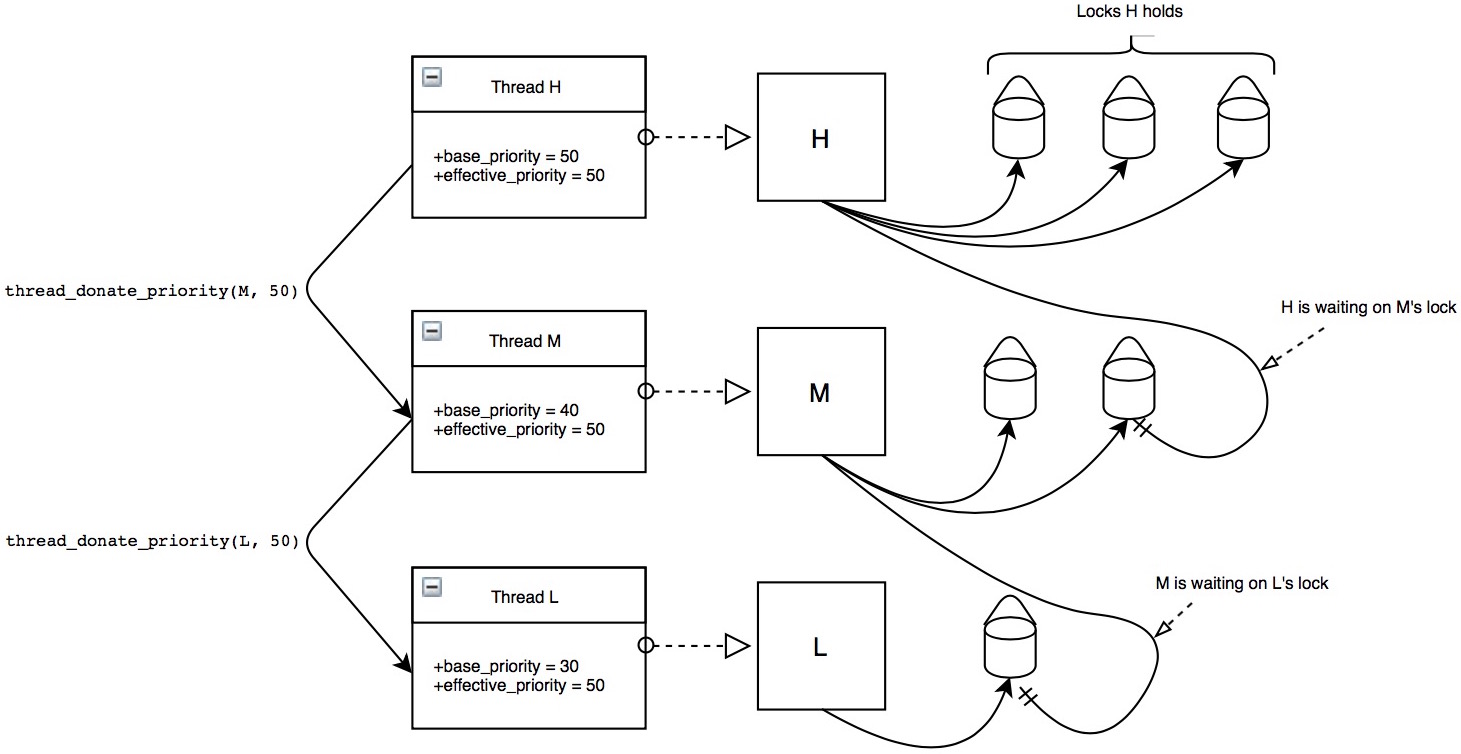 Locks H holds
Thread H
+base_priority = 50
+effective_priority = 50
H
thread_donate_priority(M, 50)
H is waiting on M's lock
Thread M
+base_priority = 40
+effective_priority = 50
M
thread_donate_priority(L, 50)
M is waiting on L's lock
Thread L
+base_priority = 30
+effective_priority = 50
L